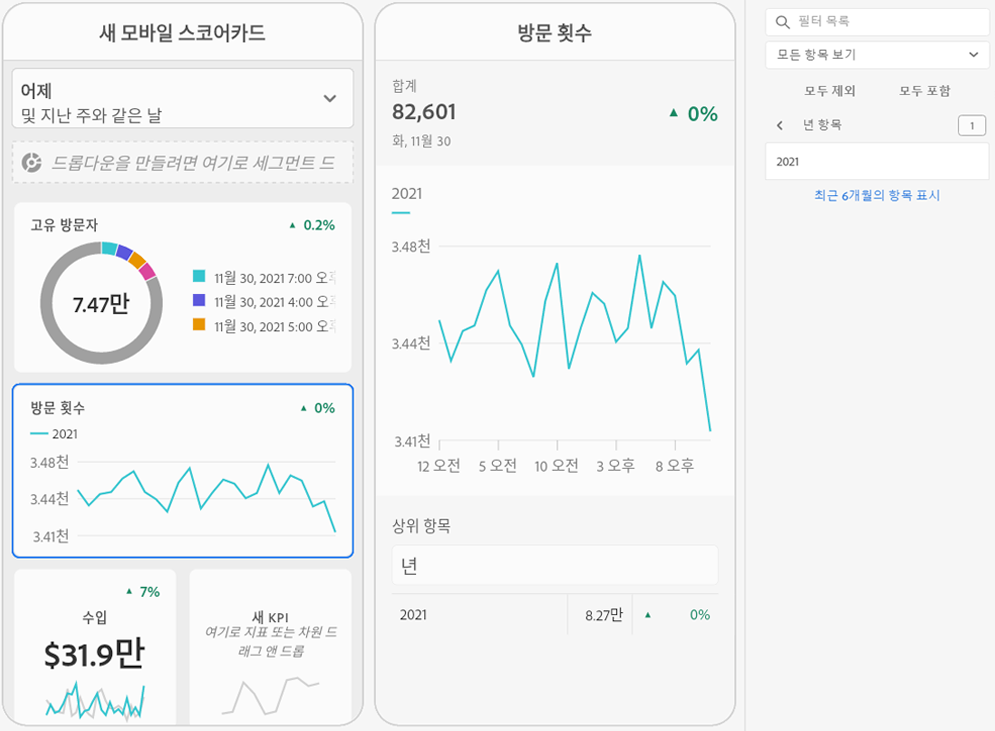 새 모바일 스코어카드
어제
및 지난 주와 같은 날
드롭다운을 만들려면 여기로 세그먼트 드
고유 방문자
▲ 0.2%
7.47만
11월 30, 2021 7:00 오
11월 30, 2021 4:00 오
11월 30, 2021 5:00 오
방문 횟수
▲ 0%
2021
3.48천
3.44천
3.41천
▲ 7%
수입
$31.9만
새 KPI
여기로 지표 또는 차원 드
래그 앤 드롭
방문 횟수
합계
82,601
▲ 0%
화, 11월 30
2021
3.48천
3.44천
3.41천
12 오전 5 오전 10 오전 3 오후 8 오후
상위 항목
년
2021 8.27만 ▲ 0%
필터 목록
모든 항목 보기
모두 제외 모두 포함
년 항목 1
2021
최근 6개월의 항목 표시